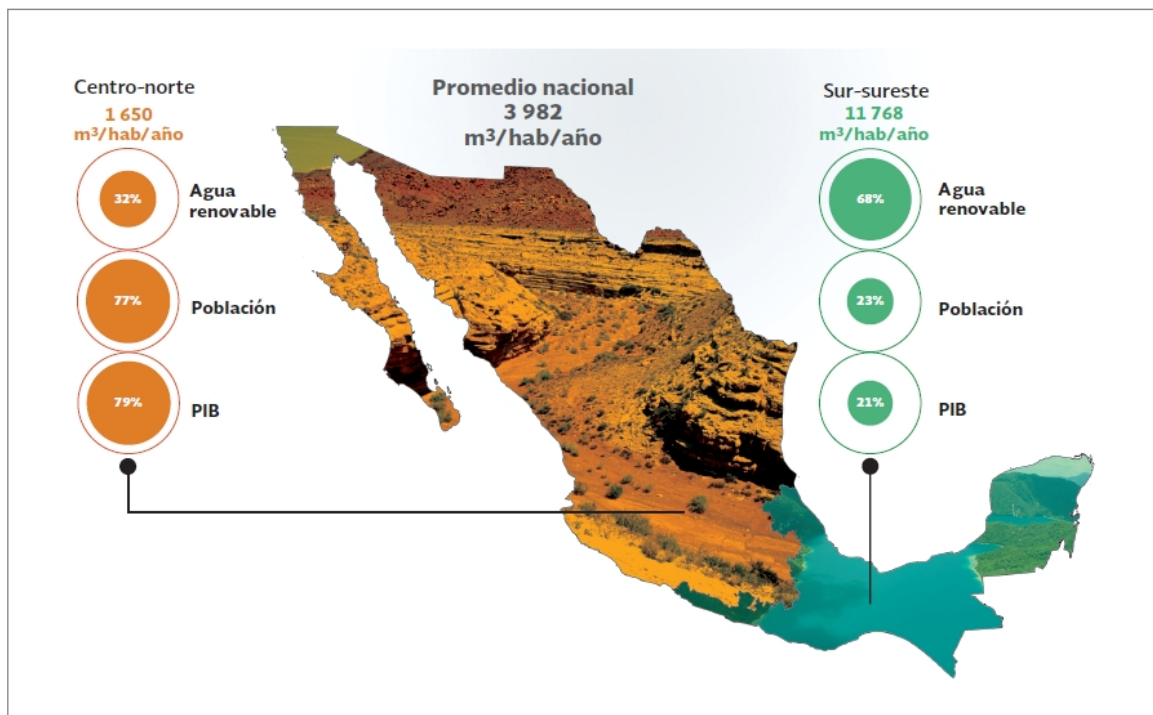 Centro-norte
1 650
m³/hab/año
32%
Agua
renovable
77%
Población
79%
PIB
Promedio nacional
3 982
m³/hab/año
Sur-sureste
11 768
m³/hab/año
68%
Agua
renovable
23%
Población
21%
PIB